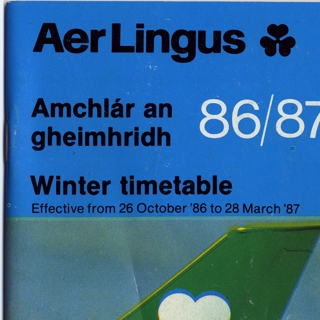 Aer Lingus
Amchlár an
gheimhridh
86/87
Winter timetable
Effective from 26 October '86 to 28 March '87